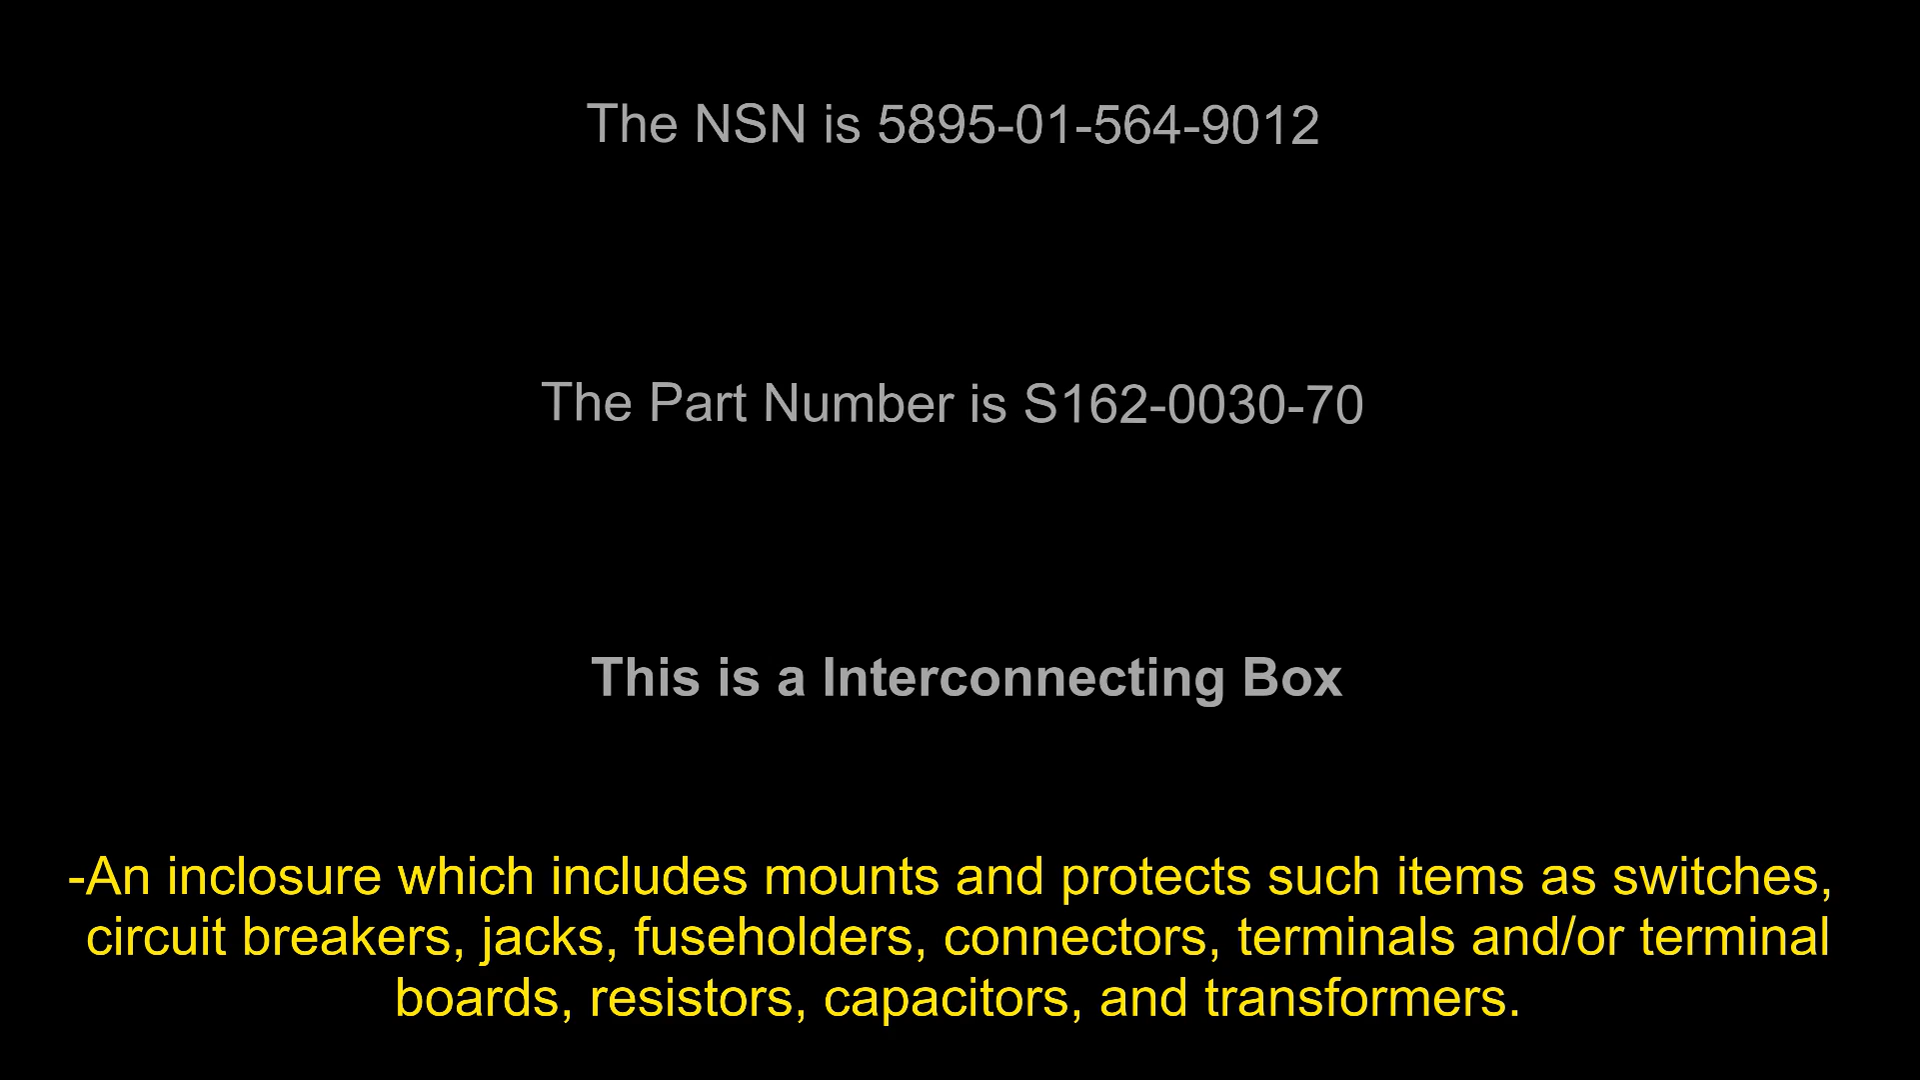 The NSN is 5895-01-564-9012
The Part Number is S162-0030-70
This is a Interconnecting Box
-An inclosure which includes mounts and protects such items as switches,
circuit breakers, jacks, fuseholders, connectors, terminals and/or terminal
boards, resistors, capacitors, and transformers.